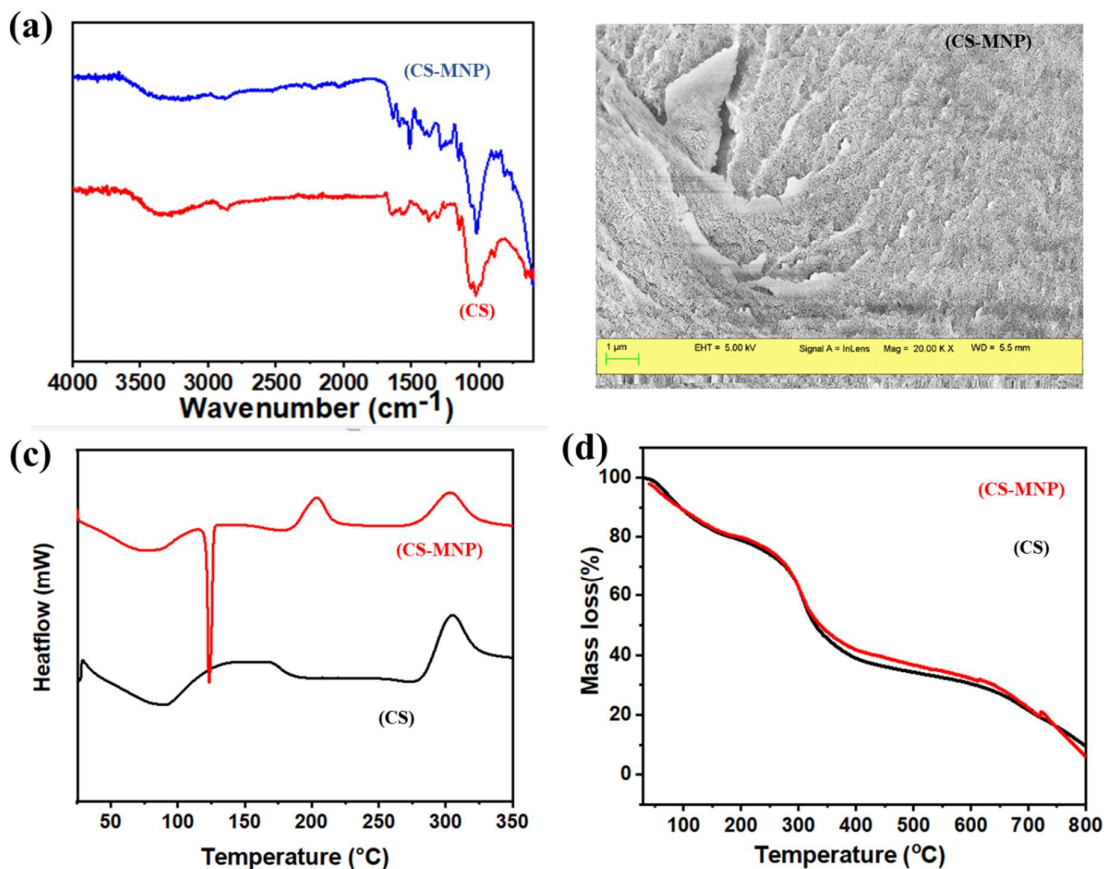 (a)
(CS-MNP)
(CS)
4000 3500 3000 2500 2000 1500 1000
Wavenumber (cm⁻¹)
(CS-MNP)
1 µm
EHT = 5.00 kV Signal A = InLens Mag = 20.00 K X WD = 5.5 mm
(c)
Heatflow (mW)
(CS-MNP)
(CS)
50 100 150 200 250 300 350
Temperature (°C)
(d)
Mass loss(%)
100
80
60
40
20
0
(CS-MNP)
(CS)
100 200 300 400 500 600 700 800
Temperature (°C)